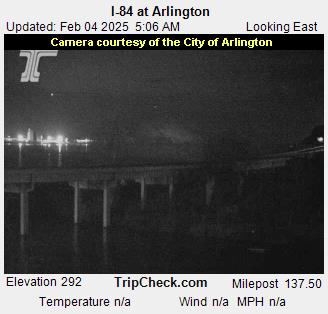 I-84 at Arlington
Updated: Feb 04 2025 5:06 AM Looking East
Camera courtesy of the City of Arlington
Elevation 292 TripCheck.com Milepost 137.50
Temperature n/a Wind n/a MPH n/a